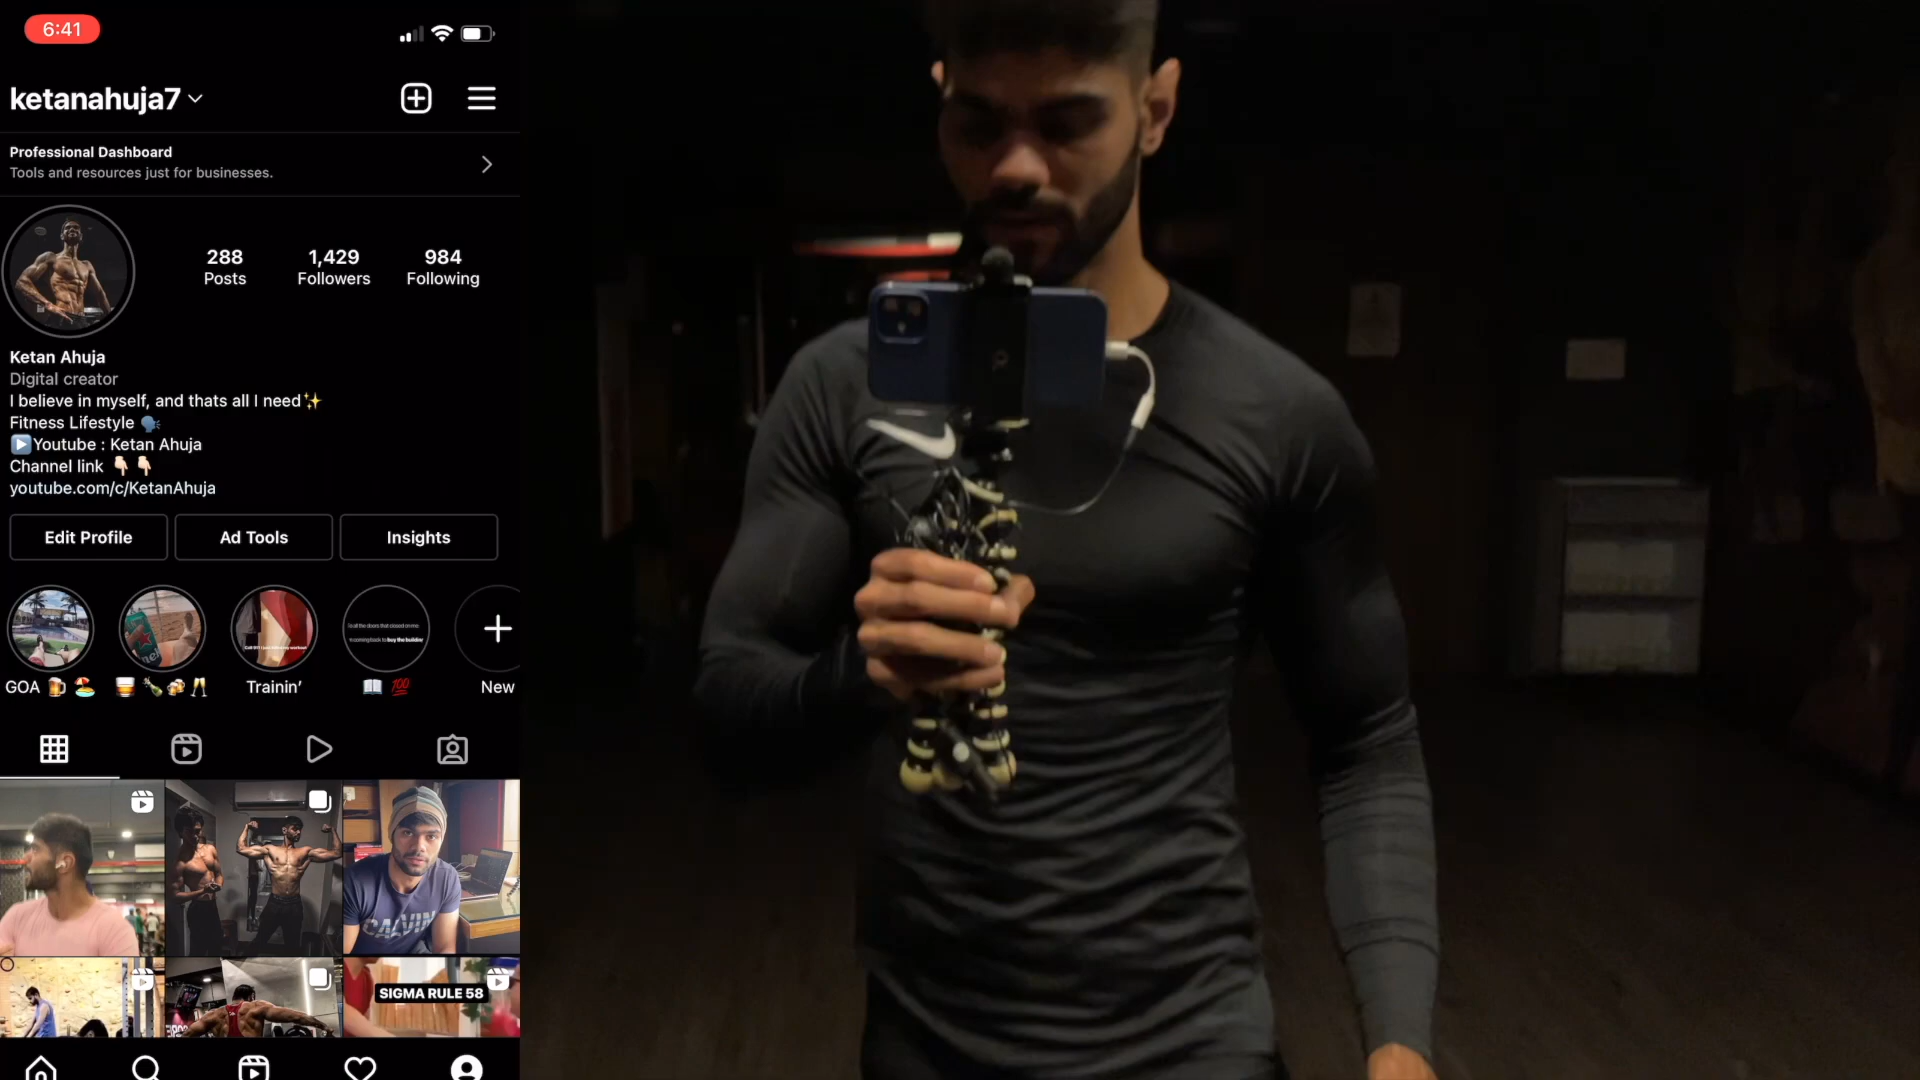 6:41
ketanahuja7
Professional Dashboard
Tools and resources just for businesses.
288
Posts
1,429
Followers
984
Following
Ketan Ahuja
Digital creator
I believe in myself, and thats all I need✨
Fitness Lifestyle 🗣️
▶️Youtube : Ketan Ahuja
Channel link 👇🏻👇🏻
youtube.com/c/KetanAhuja
Edit Profile
Ad Tools
Insights
GOA 🍺 🏖️
🥃 🍾 🍻 🥂
Trainin’
📖 💯
New
CALVIN
SIGMA RULE 58